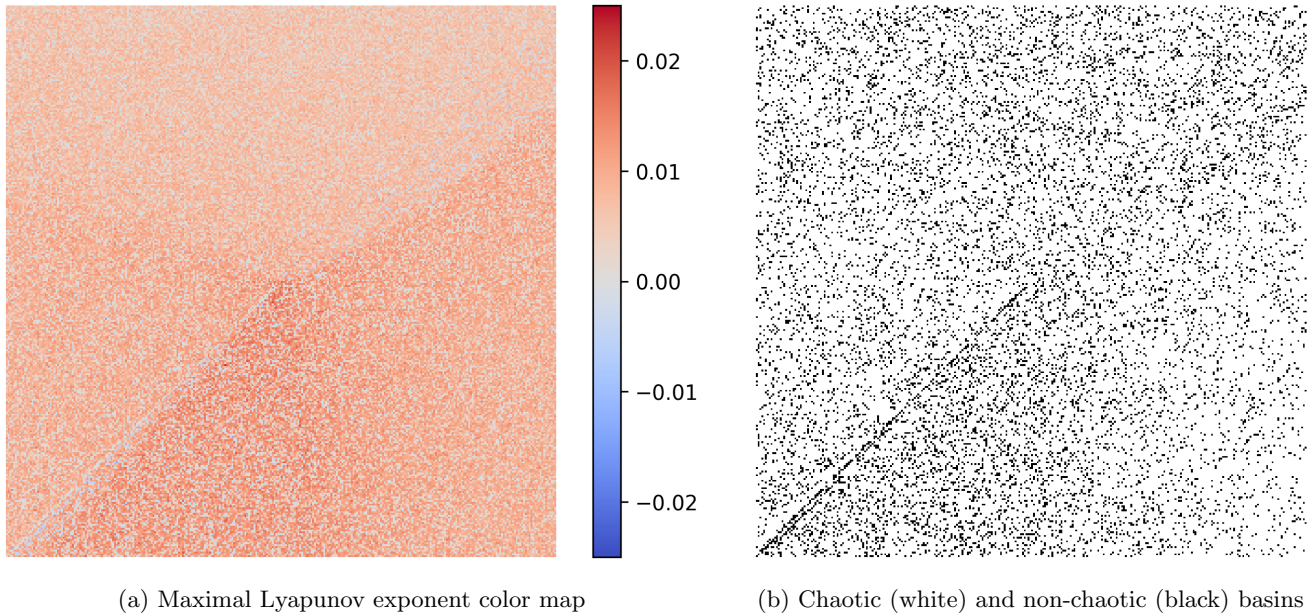 0.02
0.01
0.00
−0.01
−0.02
(a) Maximal Lyapunov exponent color map
(b) Chaotic (white) and non-chaotic (black) basins